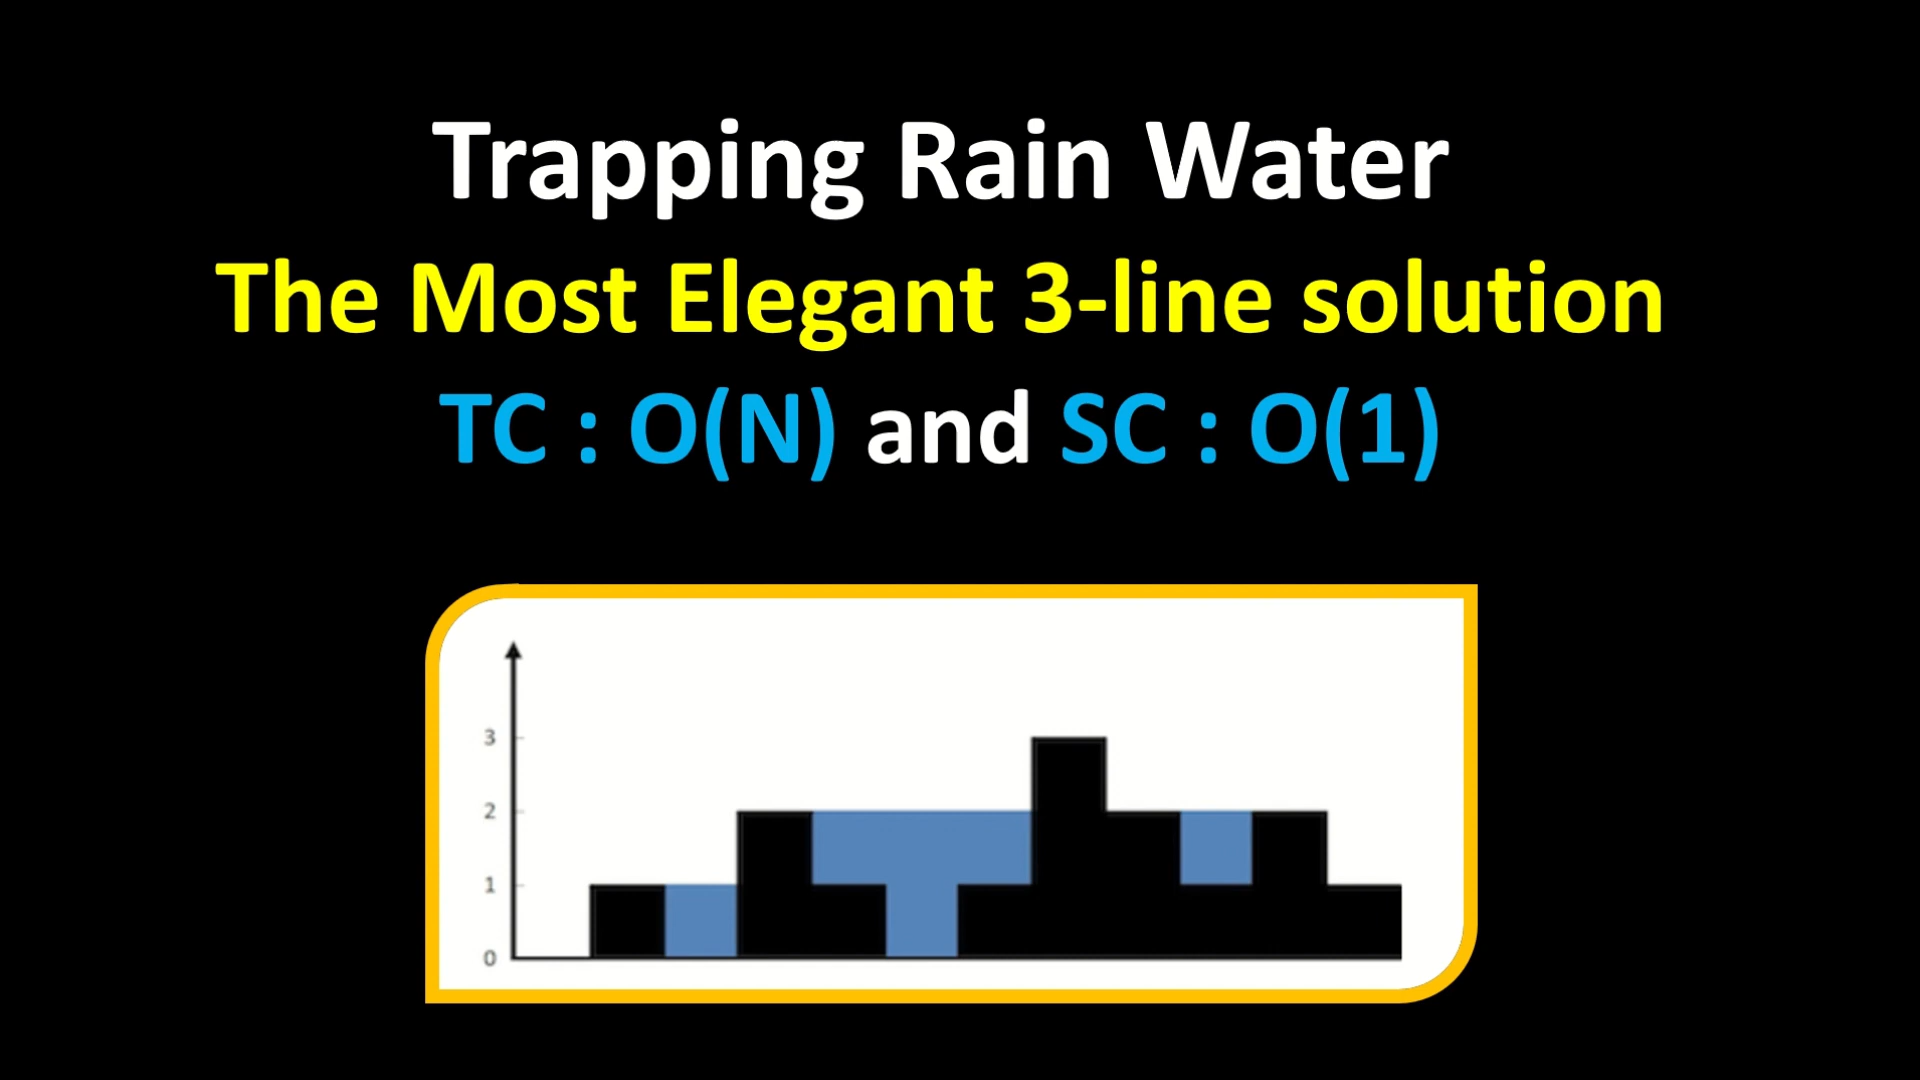 Trapping Rain Water
The Most Elegant 3-line solution
TC : O(N) and SC : O(1)
3
2
1
0